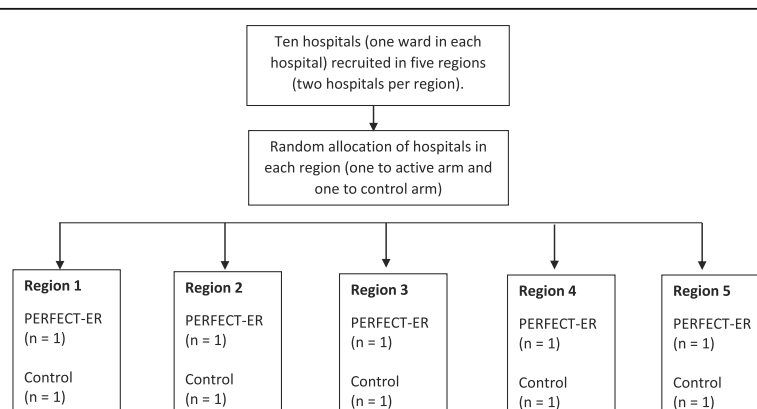 Ten hospitals (one ward in each
hospital) recruited in five regions
(two hospitals per region).
Random allocation of hospitals in
each region (one to active arm and
one to control arm)
Region 1
PERFECT-ER
(n = 1)
Control
(n = 1)
Region 2
PERFECT-ER
(n = 1)
Control
(n = 1)
Region 3
PERFECT-ER
(n = 1)
Control
(n = 1)
Region 4
PERFECT-ER
(n = 1)
Control
(n = 1)
Region 5
PERFECT-ER
(n = 1)
Control
(n = 1)